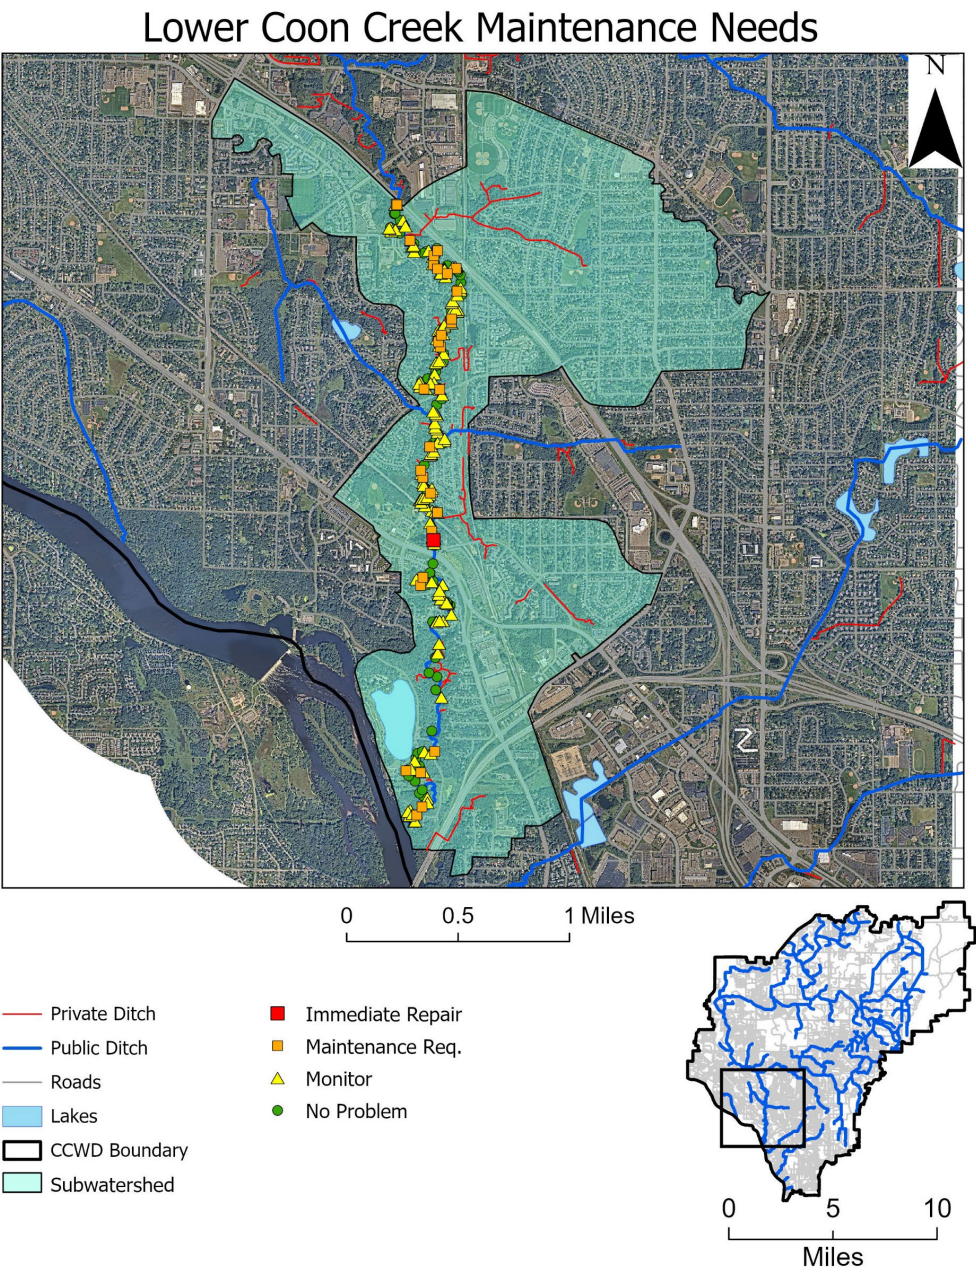 Lower Coon Creek Maintenance Needs
N
0 0.5 1 Miles
Private Ditch
Public Ditch
Roads
Lakes
CCWD Boundary
Subwatershed
Immediate Repair
Maintenance Req.
Monitor
No Problem
0 5 10
Miles